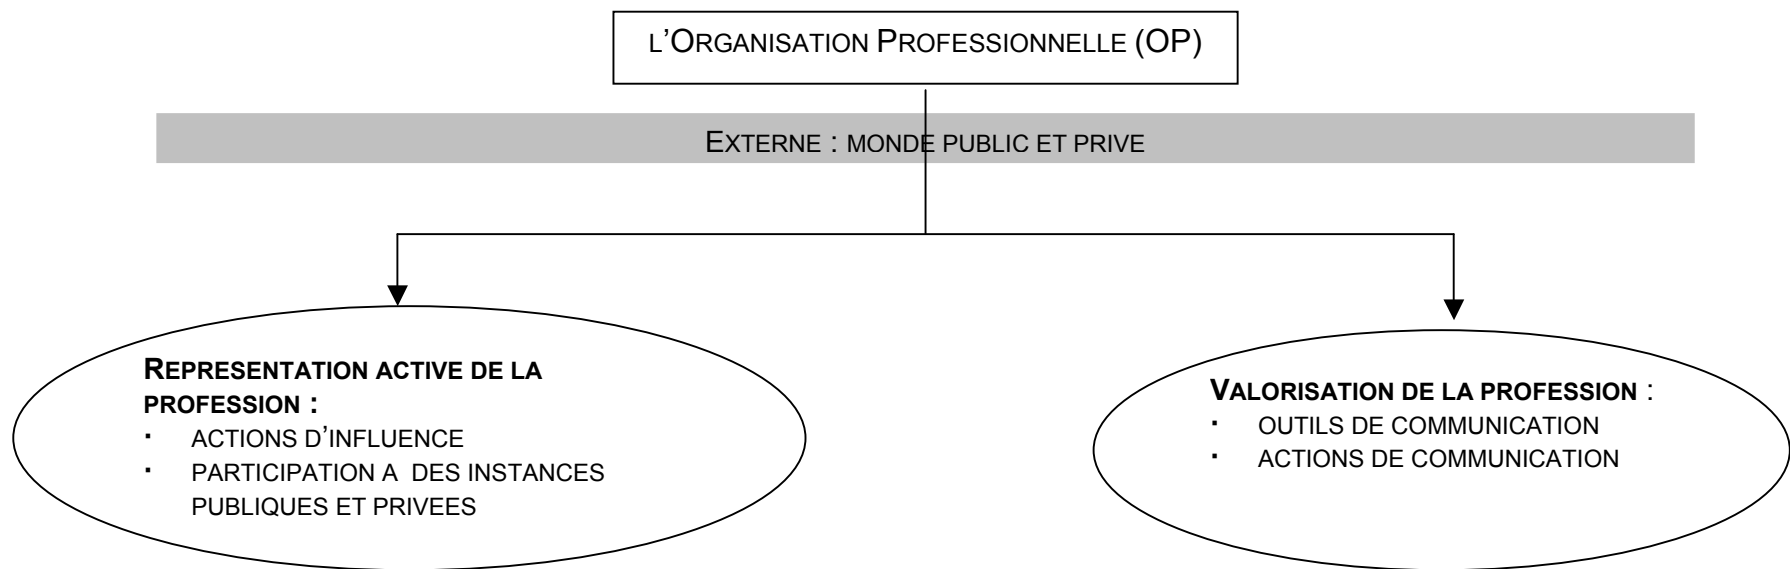 L'ORGANISATION PROFESSIONNELLE (OP)
EXTERNE : MONDE PUBLIC ET PRIVE
REPRESENTATION ACTIVE DE LA
PROFESSION :
· ACTIONS D'INFLUENCE
· PARTICIPATION A DES INSTANCES
PUBLIQUES ET PRIVEES
VALORISATION DE LA PROFESSION :
· OUTILS DE COMMUNICATION
· ACTIONS DE COMMUNICATION